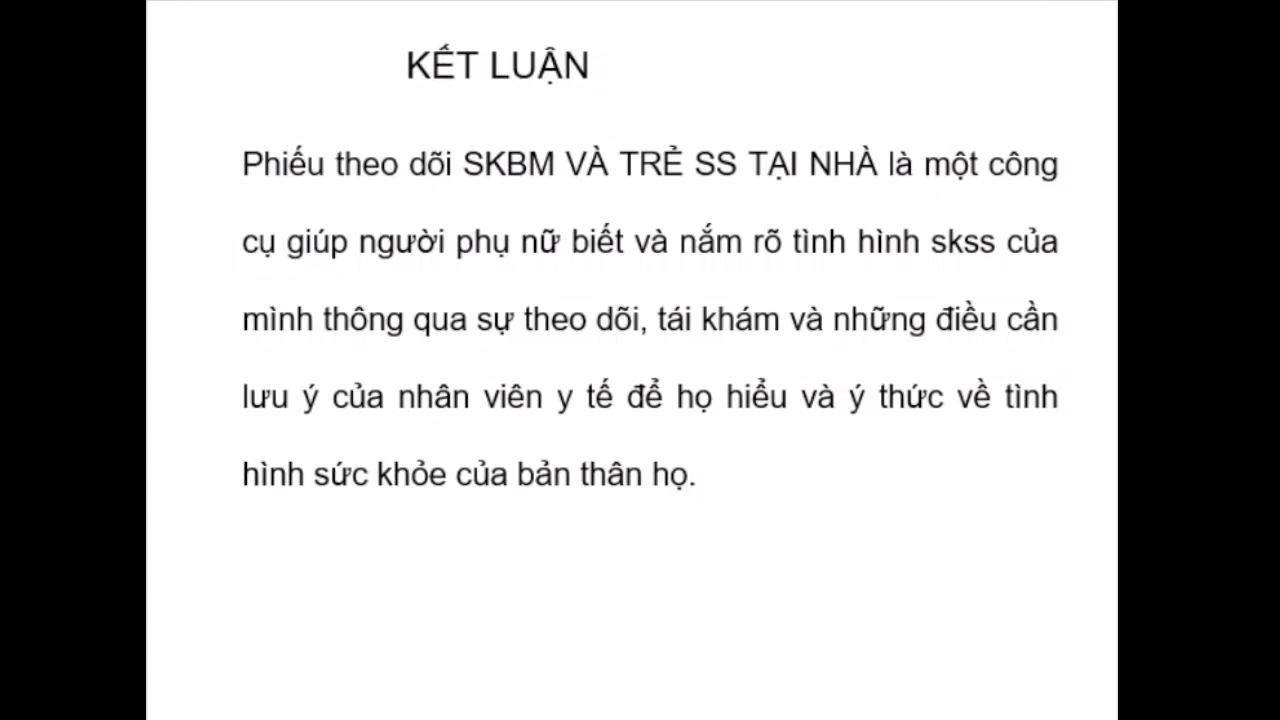 KẾT LUẬN
Phiếu theo dõi SKBM VÀ TRẺ SS TẠI NHÀ là một công
cụ giúp người phụ nữ biết và nắm rõ tình hình skss của
mình thông qua sự theo dõi, tái khám và những điều cần
lưu ý của nhân viên y tế để họ hiểu và ý thức về tình
hình sức khỏe của bản thân họ.